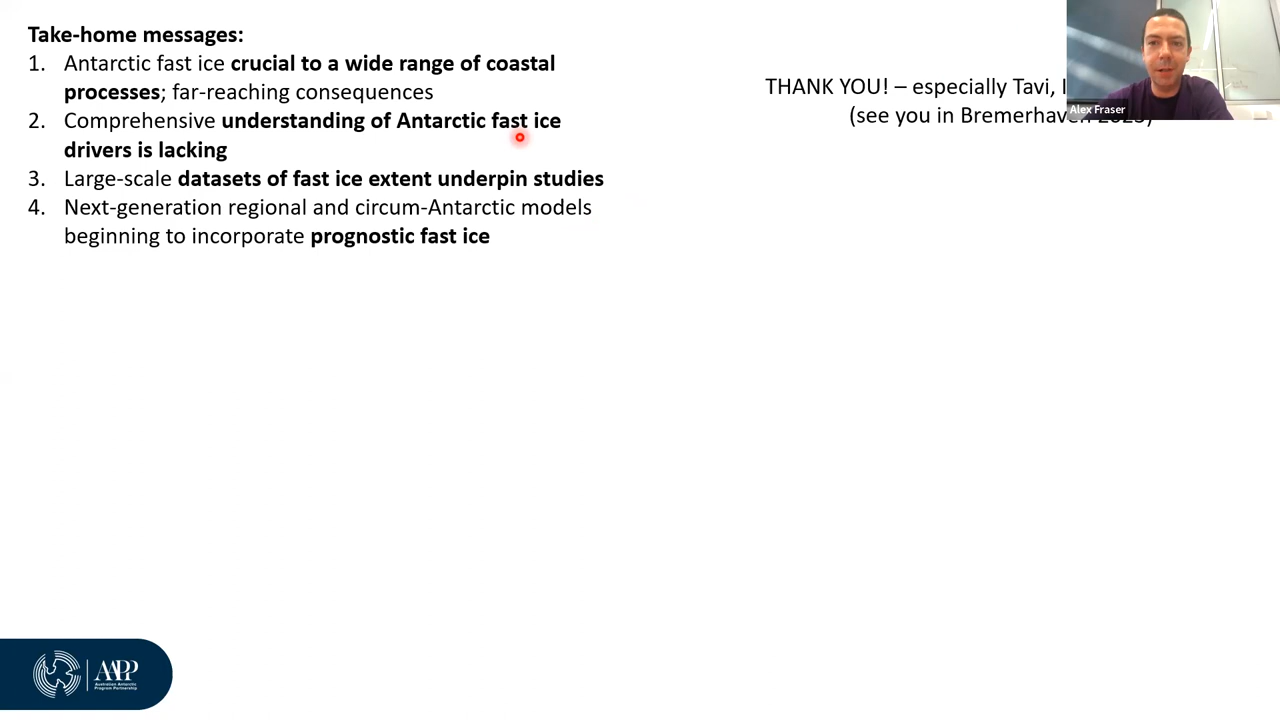 Take-home messages:
1. Antarctic fast ice crucial to a wide range of coastal
processes; far-reaching consequences
2. Comprehensive understanding of Antarctic fast ice
drivers is lacking
3. Large-scale datasets of fast ice extent underpin studies
4. Next-generation regional and circum-Antarctic models
beginning to incorporate prognostic fast ice
THANK YOU! – especially Tavi,
(see you in Bremerhaven 2023)
Alex Fraser
AAPP
Australian Antarctic
Program Partnership